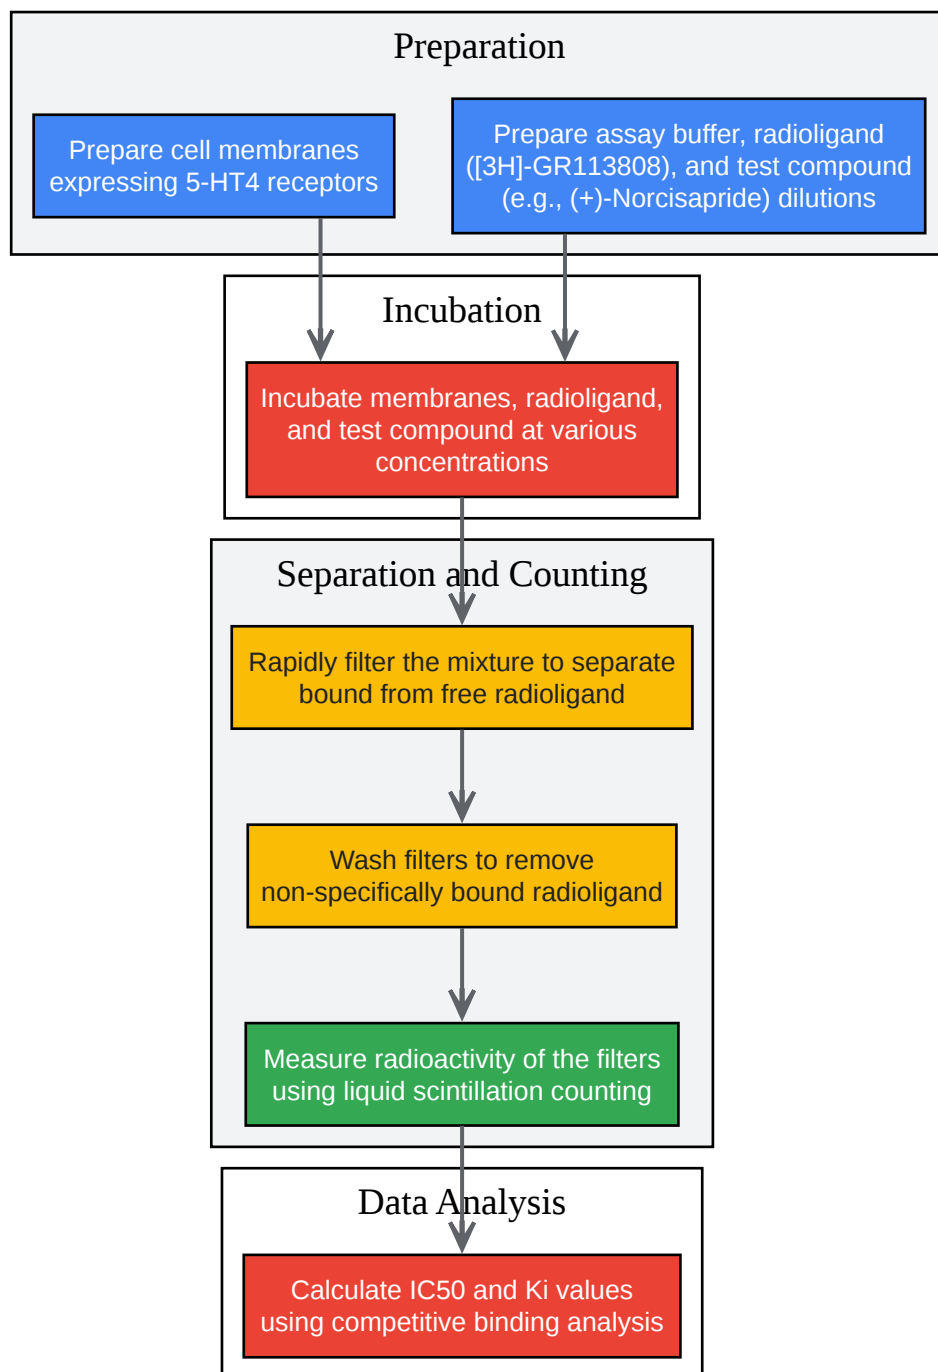 Preparation
Prepare cell membranes
expressing 5-HT4 receptors
Prepare assay buffer, radioligand
([3H]-GR113808), and test compound
(e.g., (+)-Norcisapride) dilutions
Incubation
Incubate membranes, radioligand,
and test compound at various
concentrations
Separation and Counting
Rapidly filter the mixture to separate
bound from free radioligand
Wash filters to remove
non-specifically bound radioligand
Measure radioactivity of the filters
using liquid scintillation counting
Data Analysis
Calculate IC50 and Ki values
using competitive binding analysis